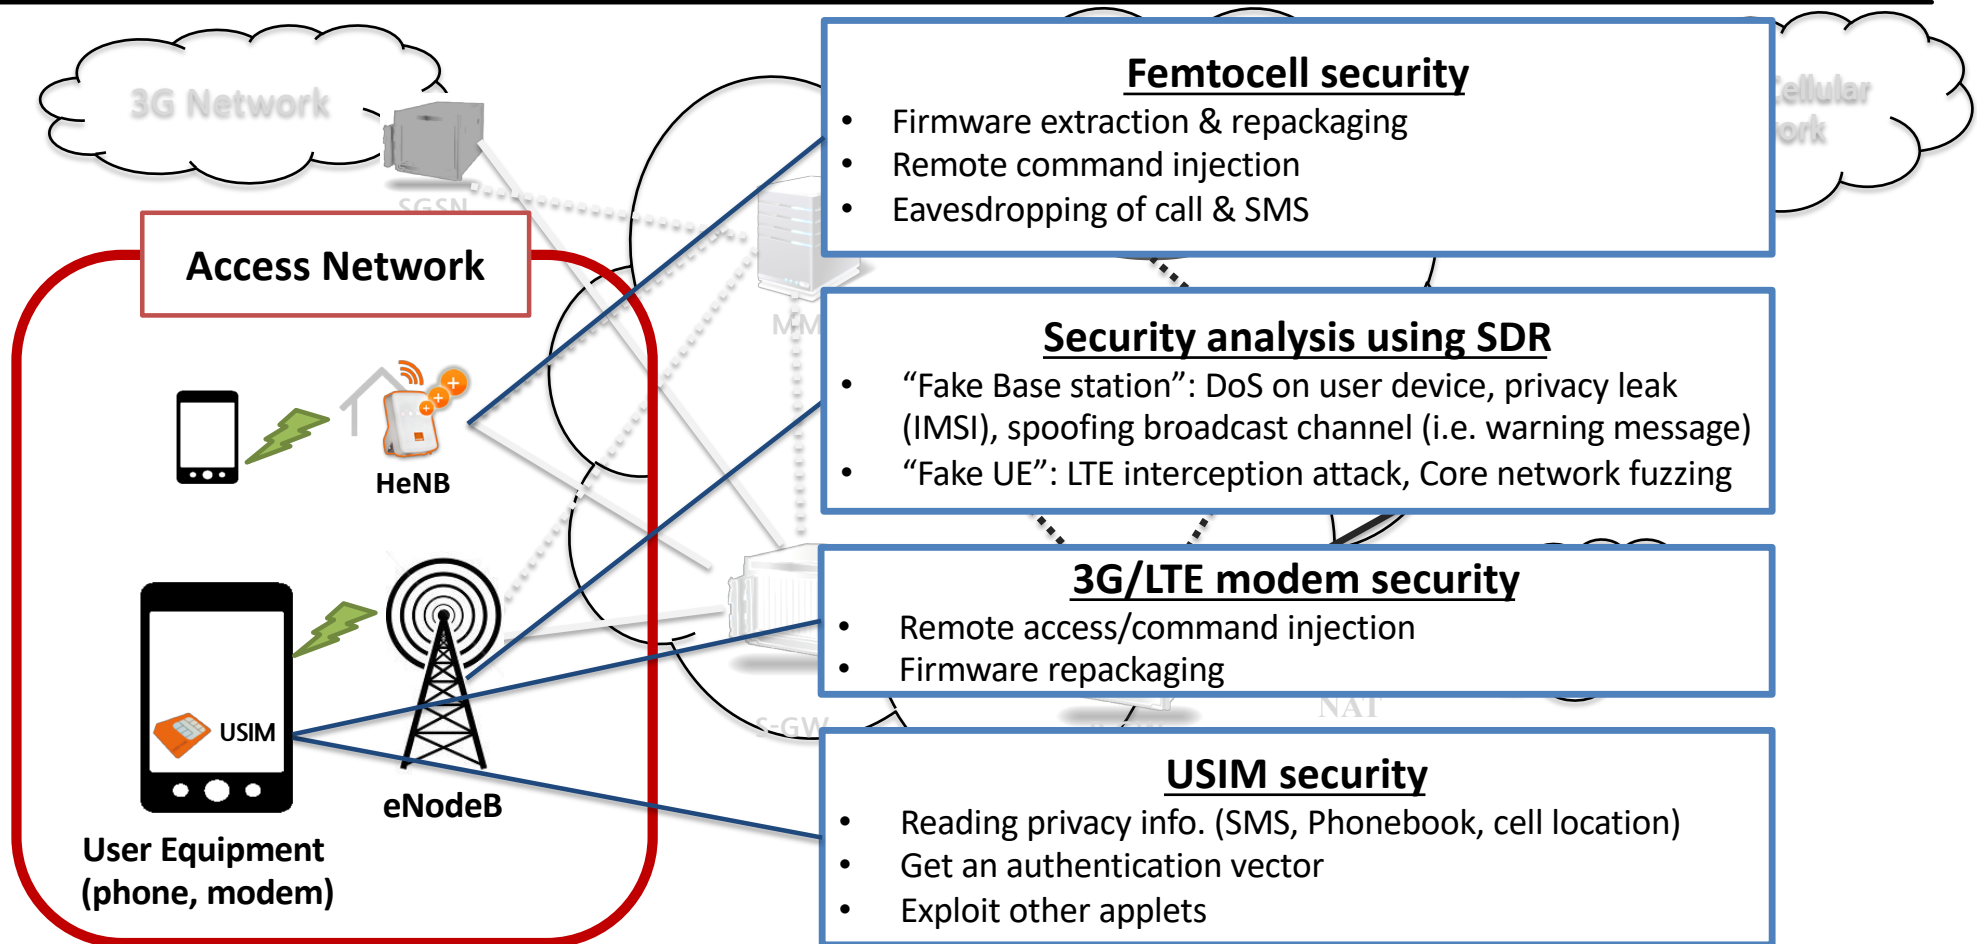 3G Network
SGSN
Access Network
HeNB
USIM
eNodeB
User Equipment
(phone, modem)
S-GW
NAT
Femtocell security
• Firmware extraction & repackaging
• Remote command injection
• Eavesdropping of call & SMS
Security analysis using SDR
• “Fake Base station”: DoS on user device, privacy leak
(IMSI), spoofing broadcast channel (i.e. warning message)
• “Fake UE”: LTE interception attack, Core network fuzzing
3G/LTE modem security
• Remote access/command injection
• Firmware repackaging
USIM security
• Reading privacy info. (SMS, Phonebook, cell location)
• Get an authentication vector
• Exploit other applets